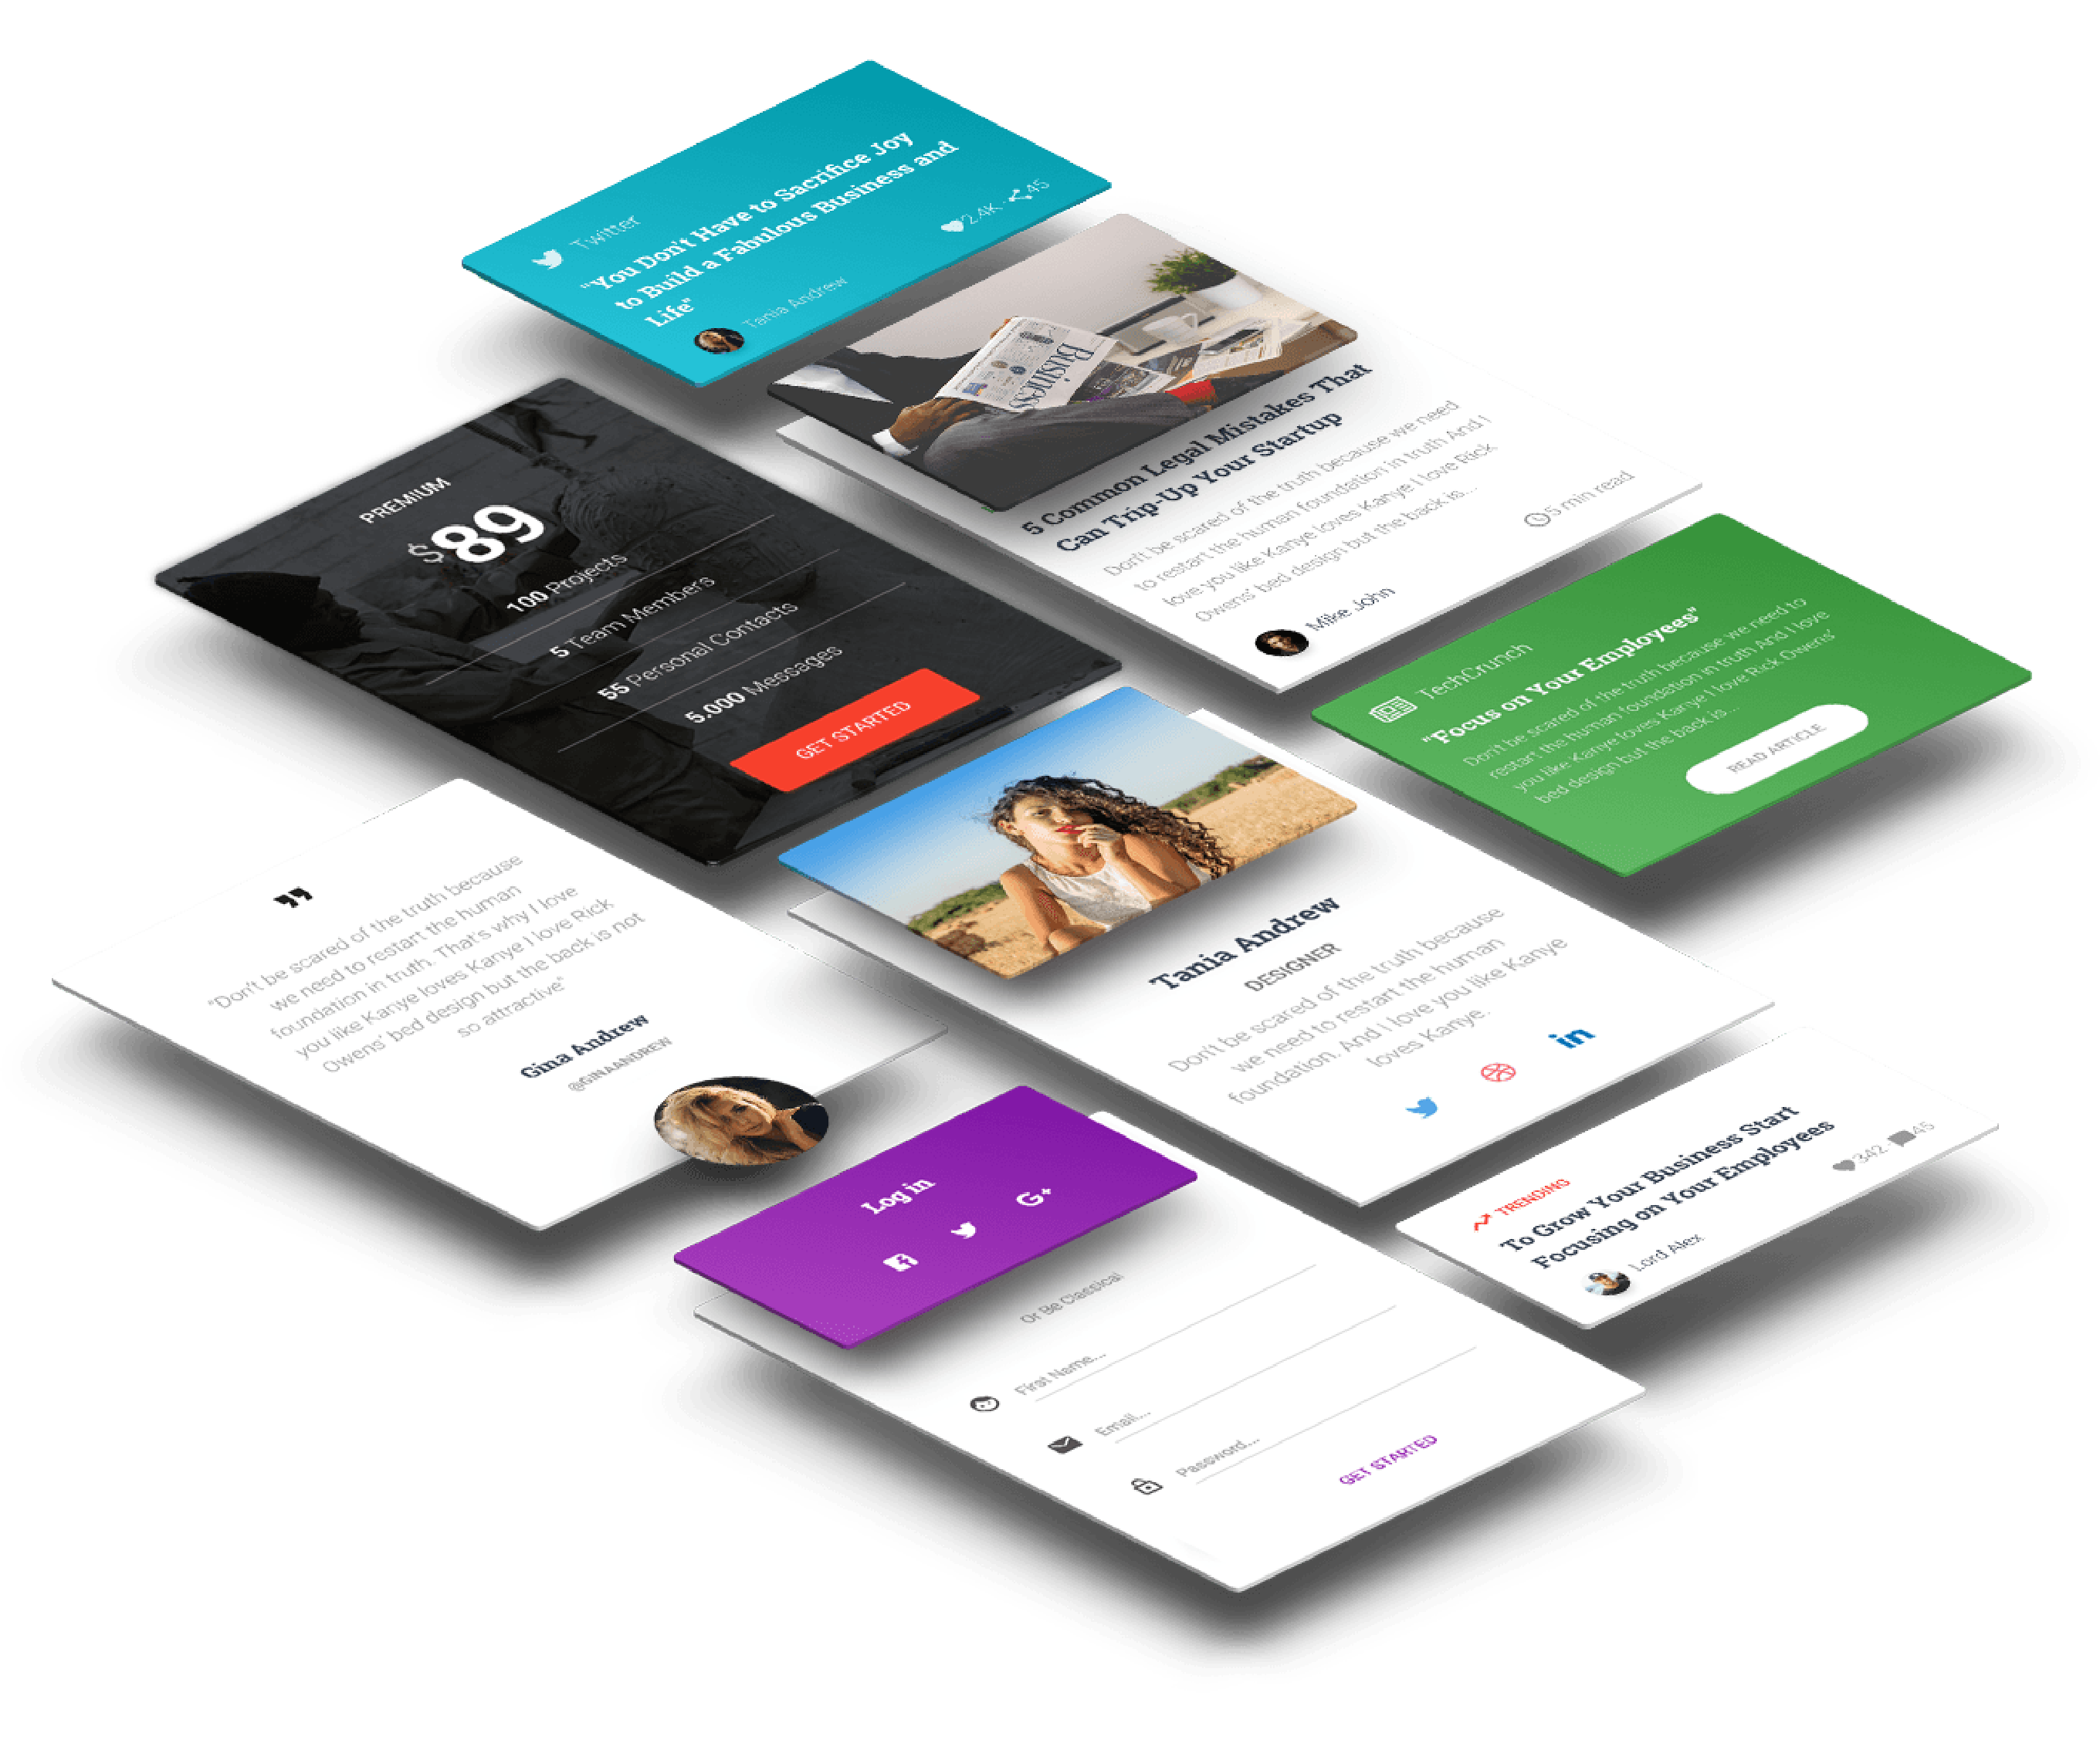 Twitter
"You Don't Have to Sacrifice Joy
to Build a Fabulous Business and
Life"
Tania Andrew
2.4K · 45
Business
5 Common Legal Mistakes That
Can Trip-Up Your Startup
Don't be scared of the truth because we need
to restart the human foundation in truth And I
love you like Kanye loves Kanye I love Rick
Owens' bed design but the back is...
Mike John
5 min read
PREMIUM
$89
100 Projects
5 Team Members
55 Personal Contacts
5.000 Messages
GET STARTED
TechCrunch
"Focus on Your Employees"
Don't be scared of the truth because we need to
restart the human foundation in truth And I love
you like Kanye loves Kanye I love Rick Owens'
bed design but the back is...
READ ARTICLE
"Don't be scared of the truth because
we need to restart the human
foundation in truth. That's why I love
you like Kanye loves Kanye I love Rick
Owens' bed design but the back is not
so attractive"
Gina Andrew
@GINAANDREW
Tania Andrew
DESIGNER
Don't be scared of the truth because
we need to restart the human
foundation. And I love you like Kanye
loves Kanye.
in
TRENDING
To Grow Your Business Start
Focusing on Your Employees
Lord Alex
342 · 45
Log in
G+
Or Be Classical
First Name...
Email...
Password...
GET STARTED